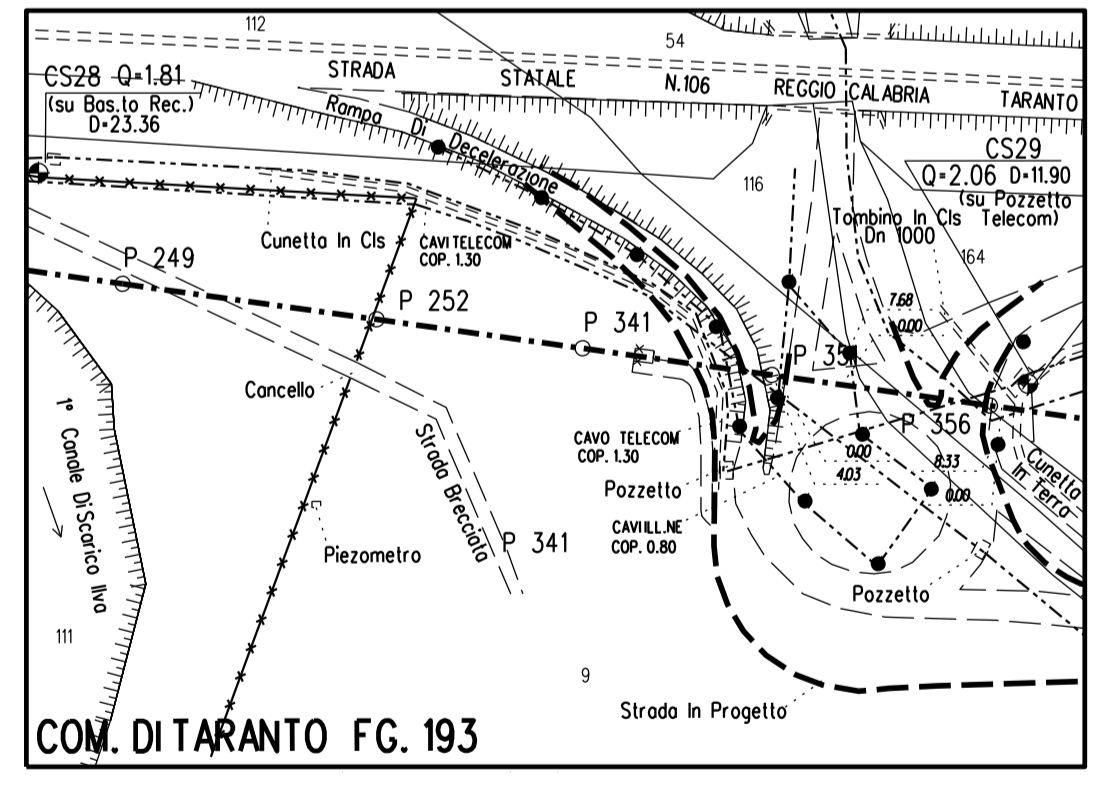 112
54
CS28 Q=1.81
(su Bas.to Rec.)
D=23.36
STRADA STATALE N.106 REGGIO CALABRIA TARANTO
Rampa Di Decelerazione
CS29
Q=2.06 D=11.90
(su Pozzetto
Telecom)
116
Tombino In Cls
Dn 1000
164
Cunetta In Cls
CAVI TELECOM
COP. 1.30
P 249
P 252
P 341
7.68
0.00
P 351
P 356
Cancello
1° Canale Di Scarico Ilva
Strada Brecciata
CAVO TELECOM
COP. 1.30
0.00
4.03
8.33
0.00
Cunetta
In Terra
Pozzetto
CAVI ILL.NE
COP. 0.80
P 341
Piezometro
Pozzetto
111
9
Strada In Progetto
COM. DI TARANTO FG. 193